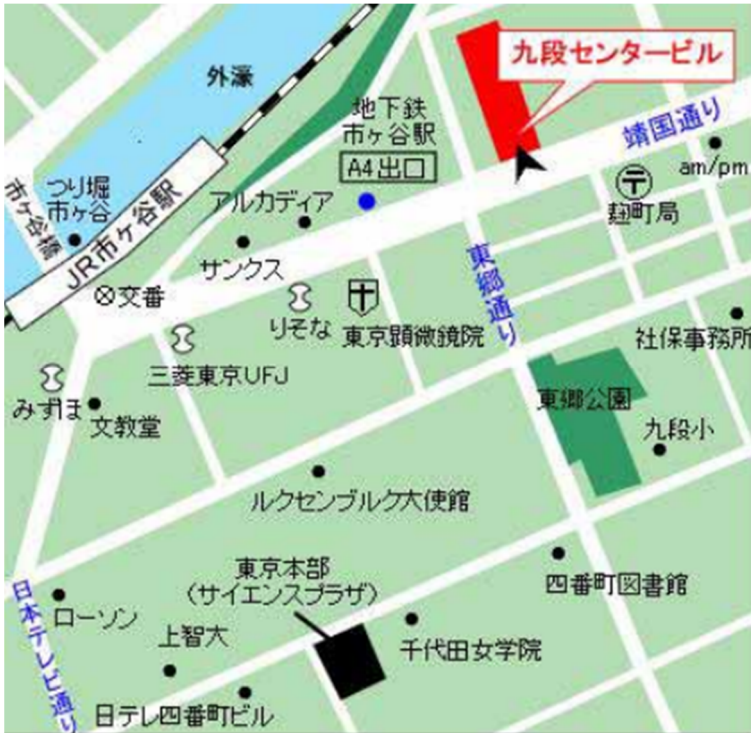 外濠
九段センタービル
地下鉄
市ヶ谷駅
A4出口
靖国通り
am/pm
麹町局
つり堀
市ヶ谷
市ヶ谷橋
JR市ヶ谷駅
アルカディア
サンクス
交番
りそな
東京顕微鏡院
東郷通り
社保事務所
三菱東京UFJ
みずほ
文教堂
東郷公園
九段小
ルクセンブルク大使館
東京本部
(サイエンスプラザ)
四番町図書館
日本テレビ通り
ローソン
上智大
千代田女学院
日テレ四番町ビル